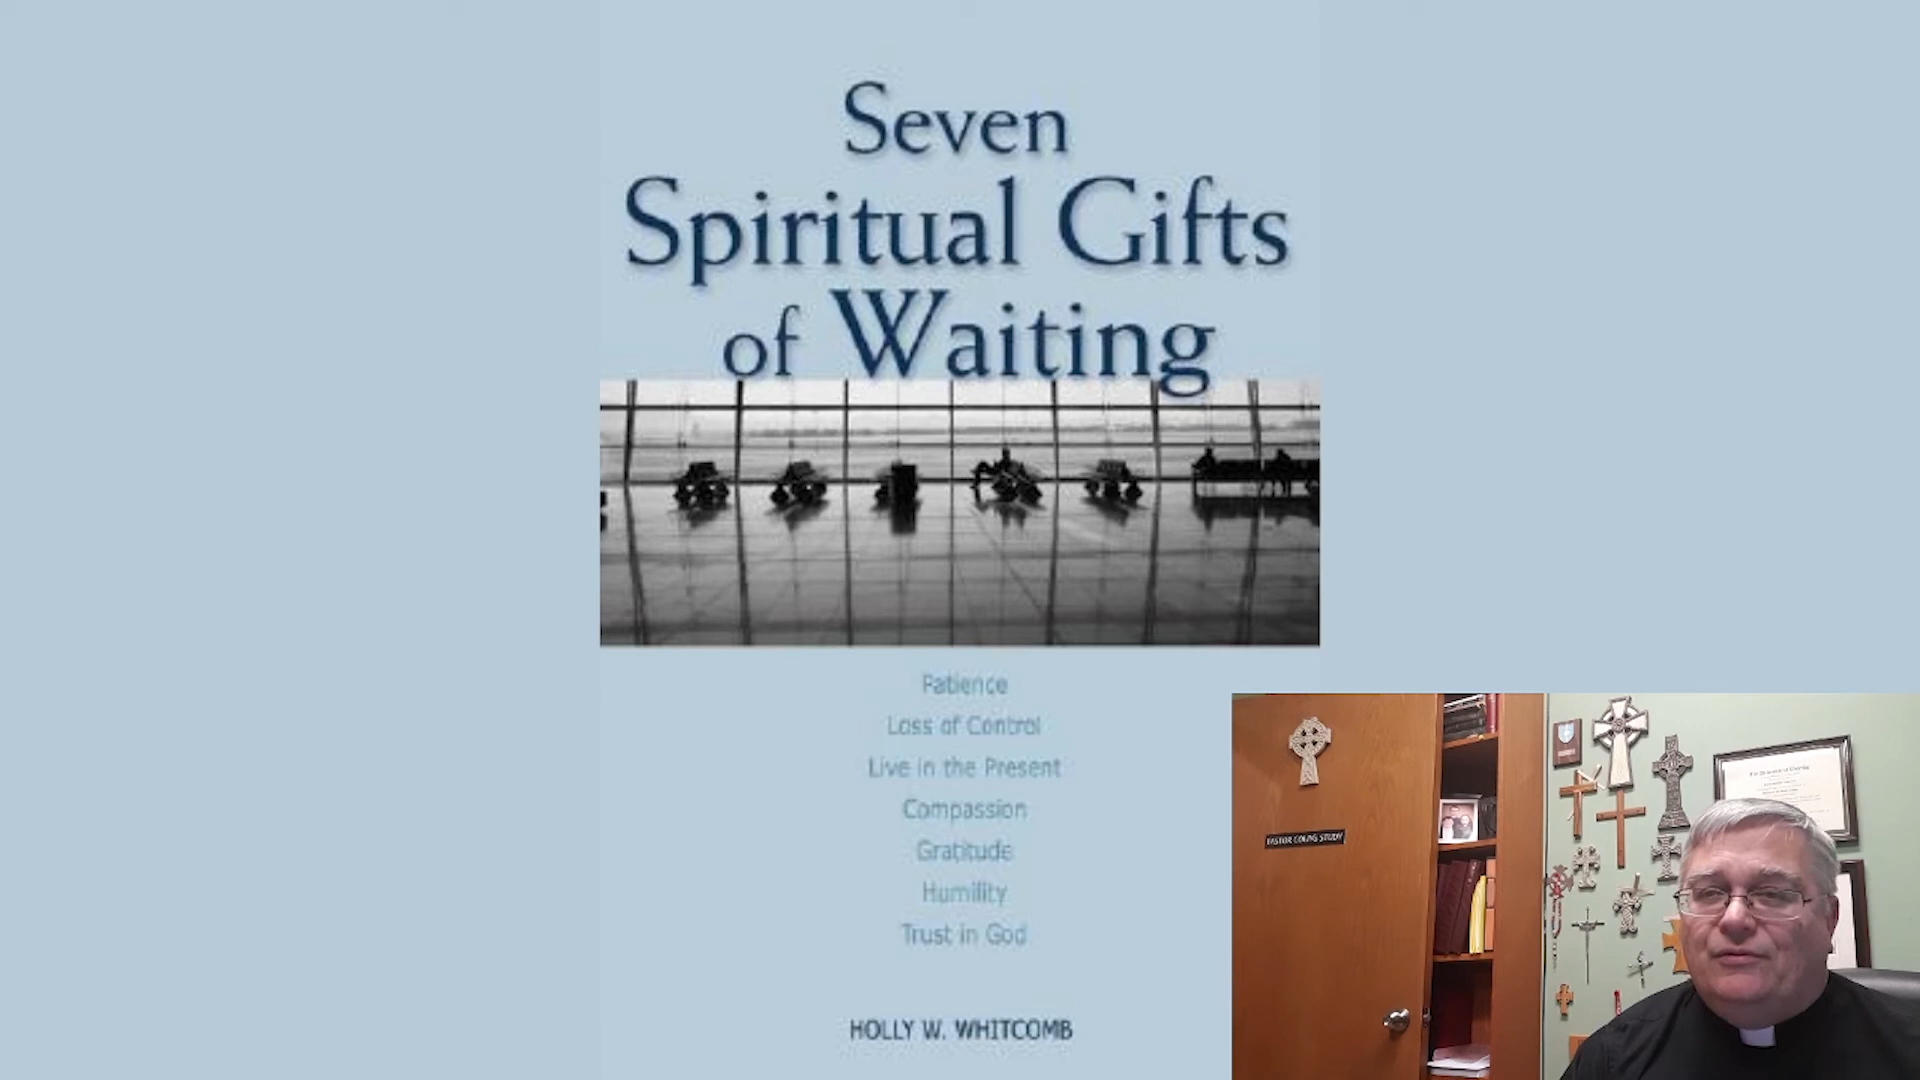 Seven
Spiritual Gifts
of Waiting
Patience
Loss of Control
Live in the Present
Compassion
Gratitude
Humility
Trust in God
HOLLY W. WHITCOMB
PASTOR STUDY